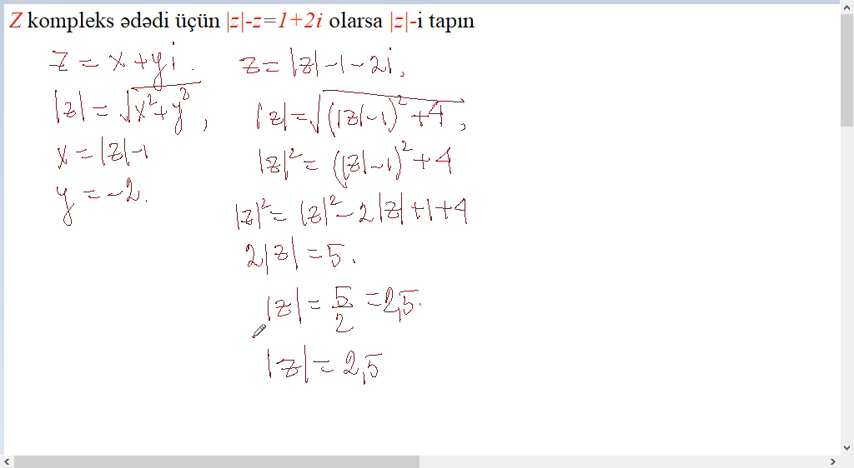 Z kompleks ədədi üçün |z|-z=1+2i olarsa |z|-i tapın
z = x + yi.
|z| = √(x²+y²),
x = |z|-1
y = -2.
z = |z|-1-2i,
|z| = √((|z|-1)²+4),
|z|² = (|z|-1)²+4
|z|² = |z|²-2|z|+1+4
2|z| = 5.
|z| = 5/2 = 2,5.
|z| = 2,5